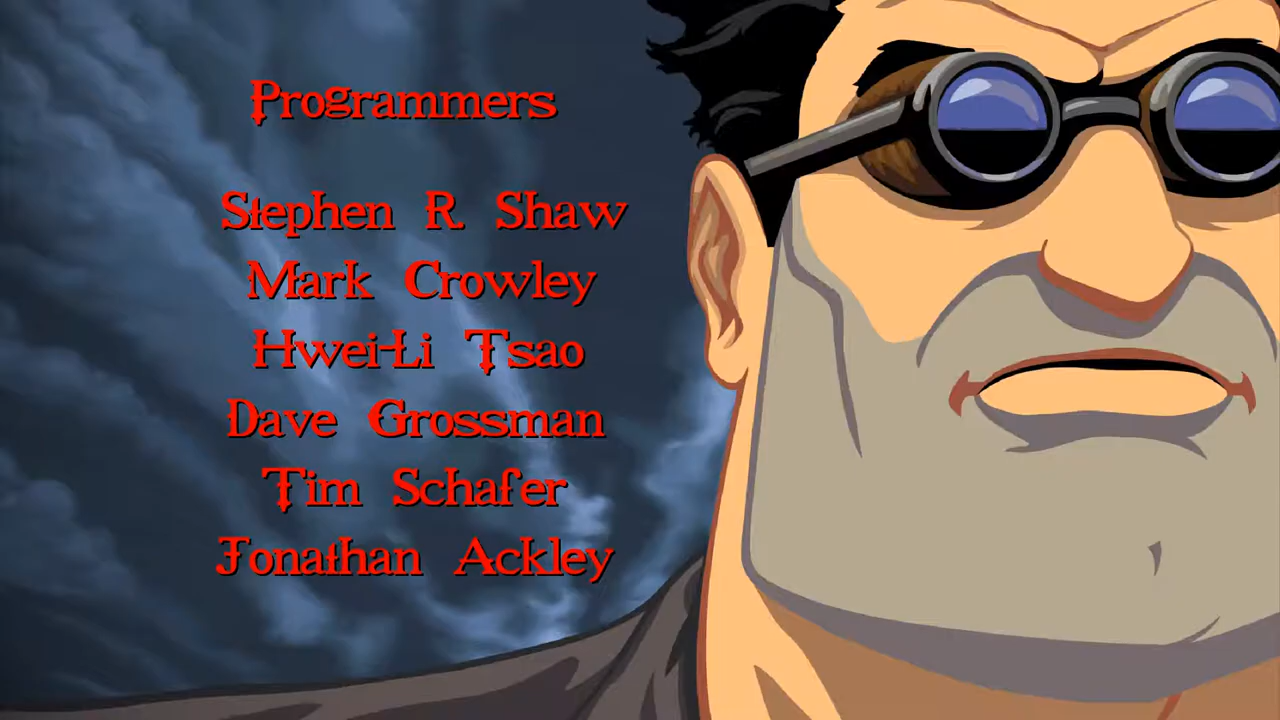 Programmers
Stephen R. Shaw
Mark Crowley
Hwei-Li Tsao
Dave Grossman
Tim Schafer
Jonathan Ackley